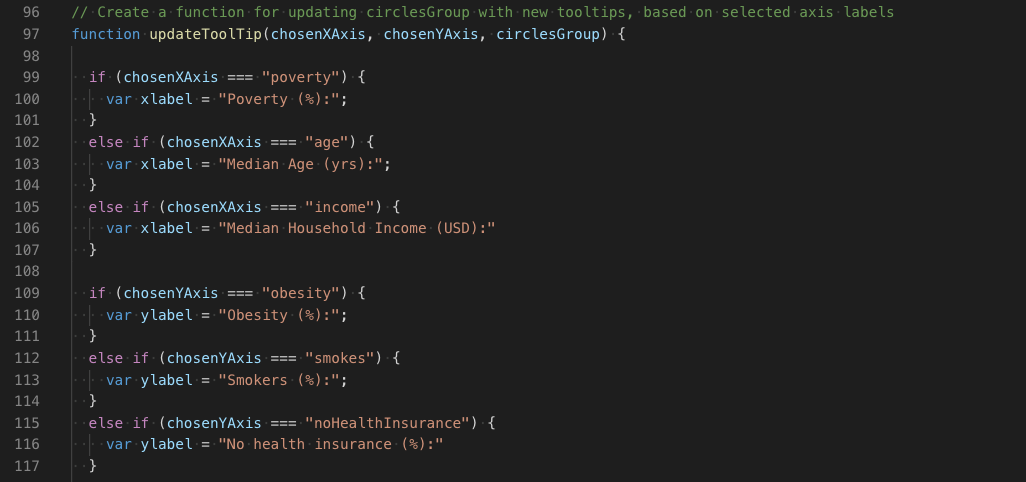 96 // Create a function for updating circlesGroup with new tooltips, based on selected axis labels
97 function updateToolTip(chosenXAxis, chosenYAxis, circlesGroup) {
98
99   if (chosenXAxis === "poverty") {
100     var xlabel = "Poverty (%):";
101   }
102   else if (chosenXAxis === "age") {
103     var xlabel = "Median Age (yrs):";
104   }
105   else if (chosenXAxis === "income") {
106     var xlabel = "Median Household Income (USD):"
107   }
108
109   if (chosenYAxis === "obesity") {
110     var ylabel = "Obesity (%):";
111   }
112   else if (chosenYAxis === "smokes") {
113     var ylabel = "Smokers (%):";
114   }
115   else if (chosenYAxis === "noHealthInsurance") {
116     var ylabel = "No health insurance (%):"
117   }